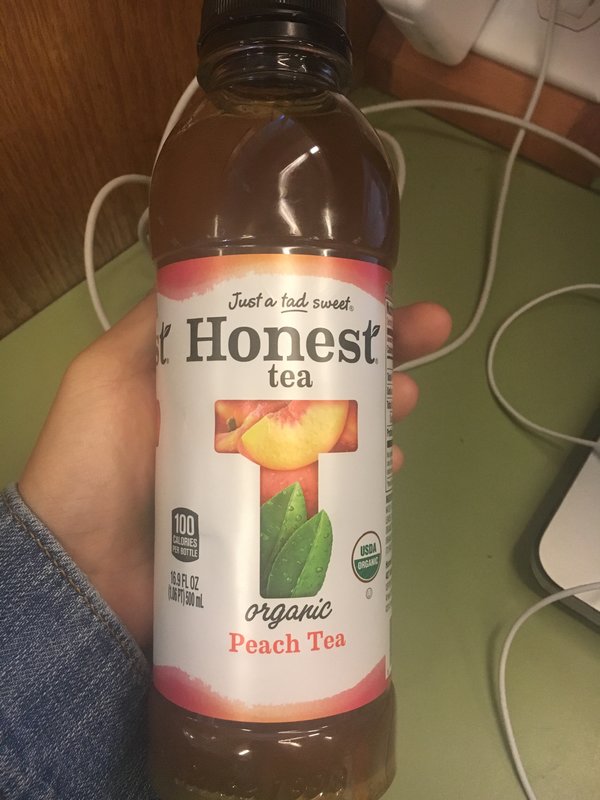 Just a tad sweet®
Honest®
tea
st
100
CALORIES
PER BOTTLE
USDA
ORGANIC
16.9 FL OZ
(1.06 PT) 500 mL
organic
Peach Tea